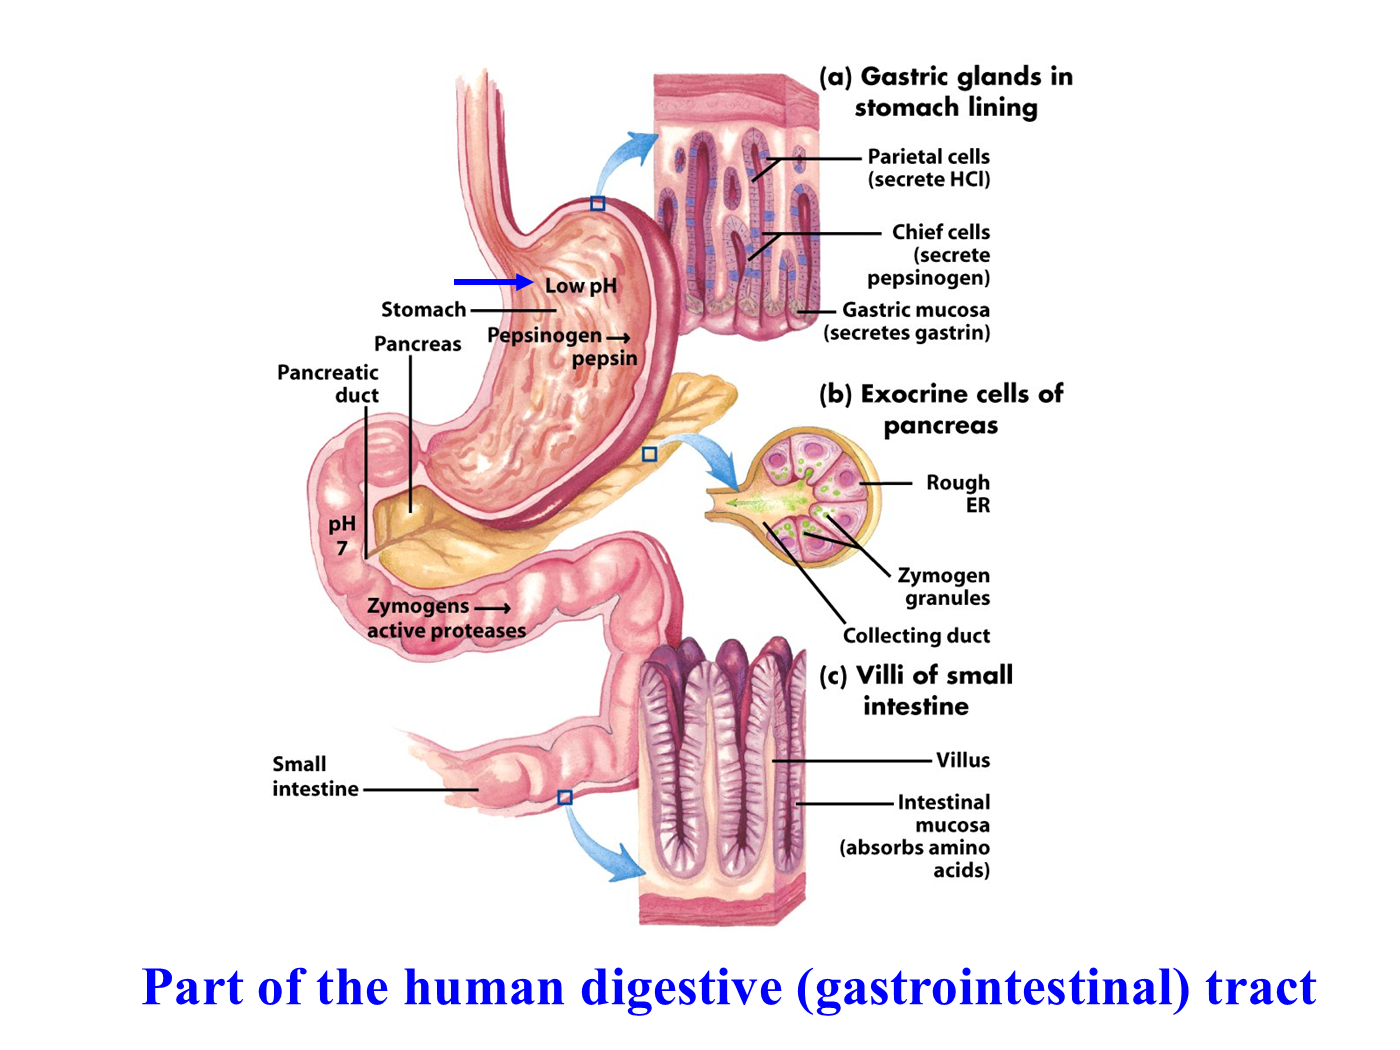 (a) Gastric glands in
stomach lining
Parietal cells
(secrete HCl)
Chief cells
(secrete
pepsinogen)
Gastric mucosa
(secretes gastrin)
Low pH
Stomach
Pepsinogen →
pepsin
Pancreas
Pancreatic
duct
(b) Exocrine cells of
pancreas
Rough
ER
Zymogen
granules
Collecting duct
pH
7
Zymogens →
active proteases
(c) Villi of small
intestine
Villus
Intestinal
mucosa
(absorbs amino
acids)
Small
intestine
Part of the human digestive (gastrointestinal) tract